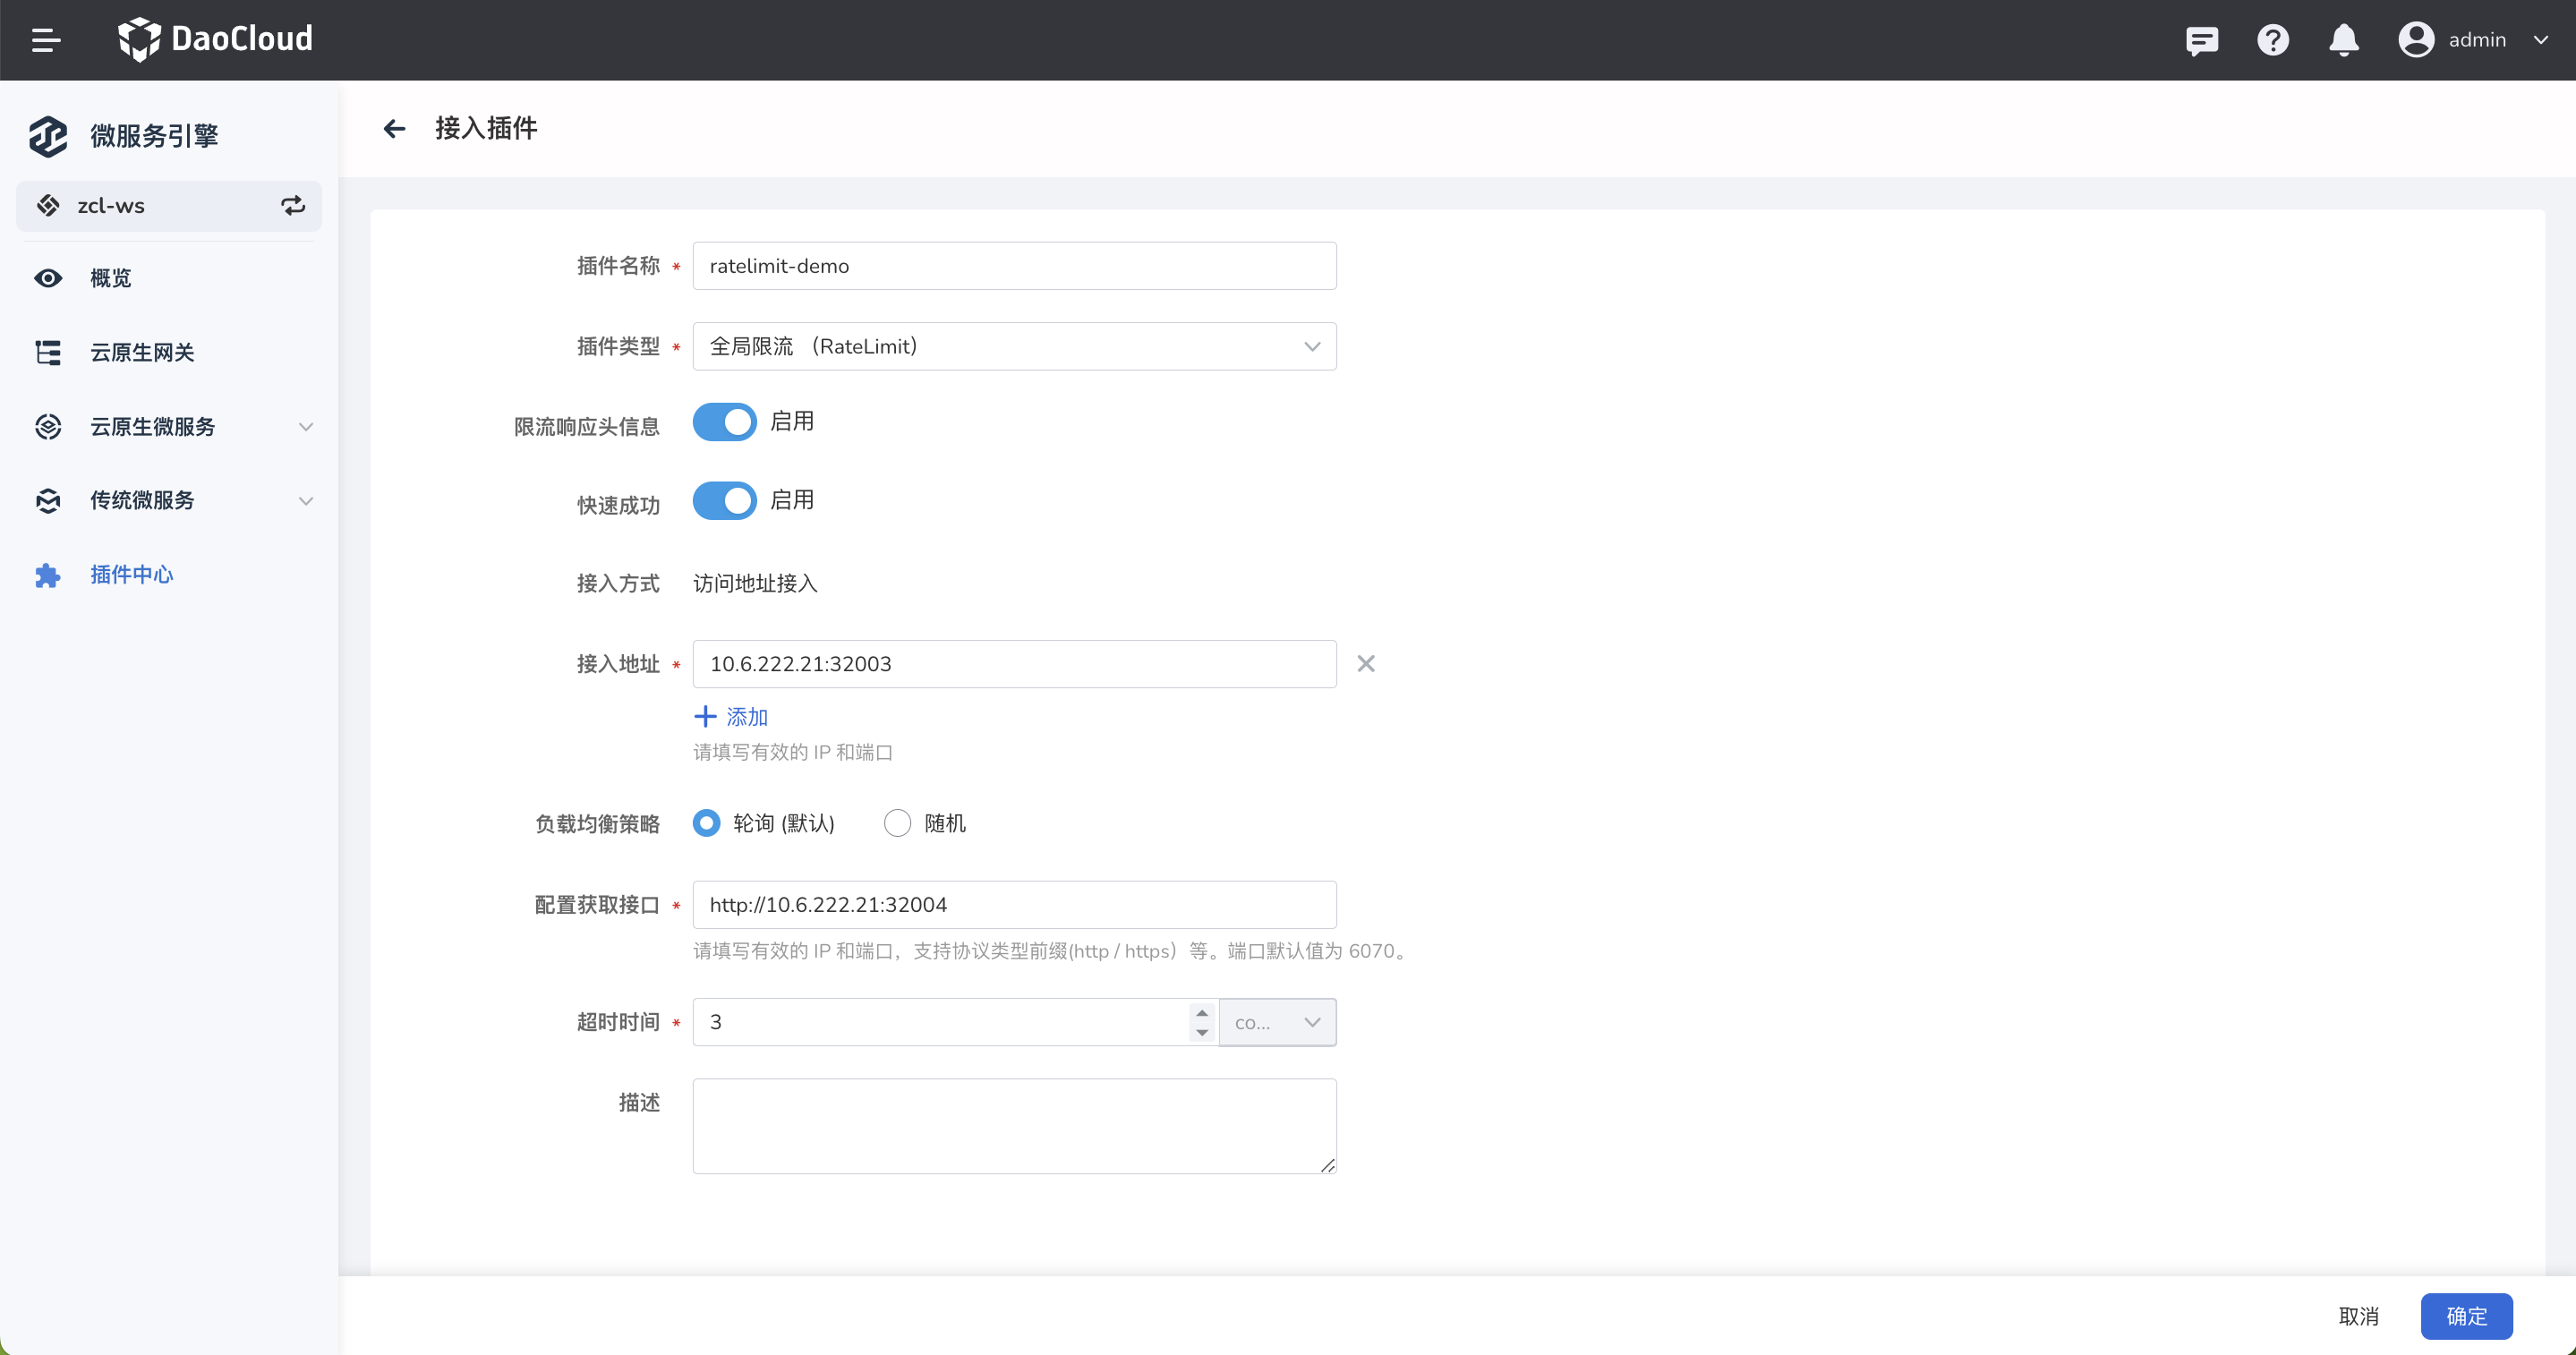 DaoCloud
admin
微服务引擎
zcl-ws
概览
云原生网关
云原生微服务
传统微服务
插件中心
接入插件
插件名称 * ratelimit-demo
插件类型 * 全局限流 （RateLimit）
限流响应头信息 启用
快速成功 启用
接入方式 访问地址接入
接入地址 * 10.6.222.21:32003
添加
请填写有效的 IP 和端口
负载均衡策略 轮询 (默认) 随机
配置获取接口 * http://10.6.222.21:32004
请填写有效的 IP 和端口，支持协议类型前缀(http / https）等。端口默认值为 6070。
超时时间 * 3 co...
描述
取消 确定